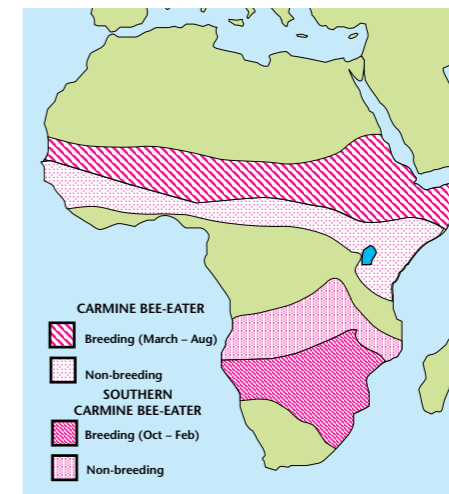 CARMINE BEE-EATER
Breeding (March – Aug)
Non-breeding
SOUTHERN
CARMINE BEE-EATER
Breeding (Oct – Feb)
Non-breeding